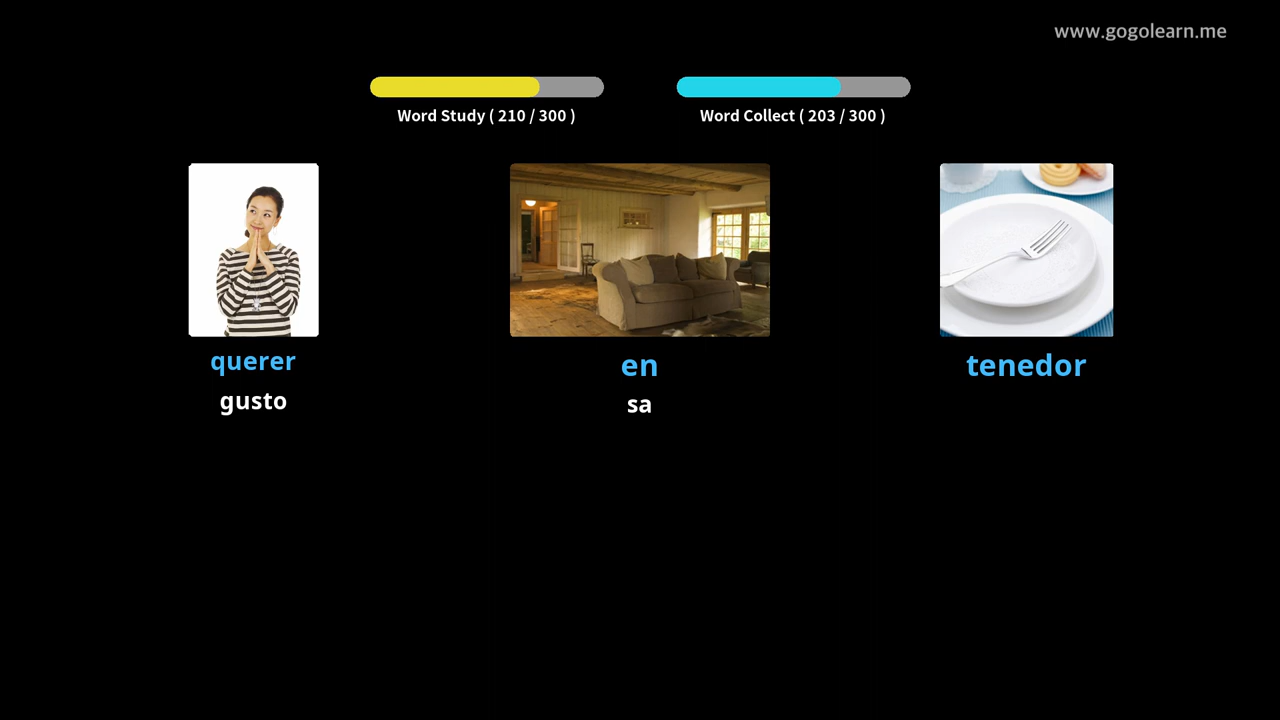 www.gogolearn.me
Word Study ( 210 / 300 )
Word Collect ( 203 / 300 )
querer
gusto
en
sa
tenedor